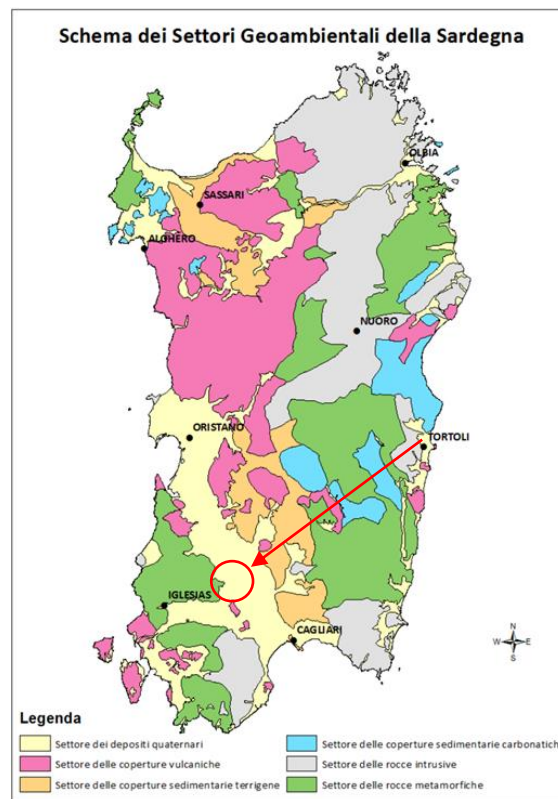 Schema dei Settori Geoambientali della Sardegna
OLBIA
SASSARI
ALGHERO
NUORO
ORISTANO
TORTOLI
IGLESIAS
CAGLIARI
N
W E
S
Legenda
Settore dei depositi quaternari
Settore delle coperture vulcaniche
Settore delle coperture sedimentarie terrigene
Settore delle coperture sedimentarie carbonatich
Settore delle rocce intrusive
Settore delle rocce metamorfiche